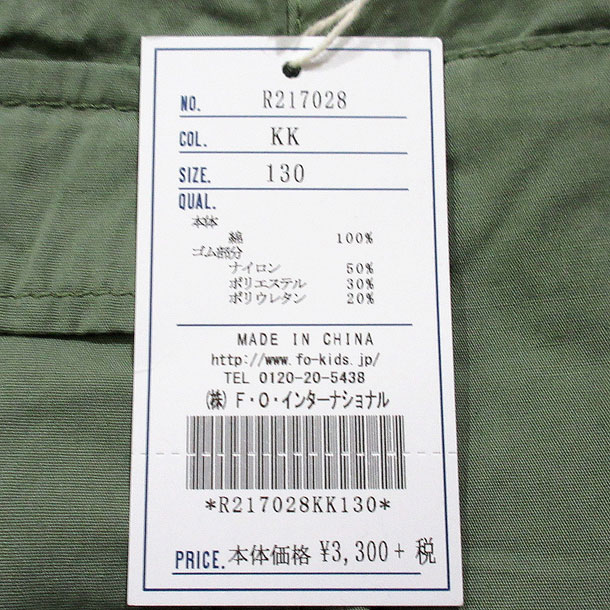 NO. R217028
COL. KK
SIZE. 130
QUAL.
本体
綿 100%
ゴム部分
ナイロン 50%
ポリエステル 30%
ポリウレタン 20%
MADE IN CHINA
http://www.fo-kids.jp/
TEL 0120-20-5438
㈱F・O・インターナショナル
*R217028KK130*
PRICE. 本体価格 ¥3,300+ 税